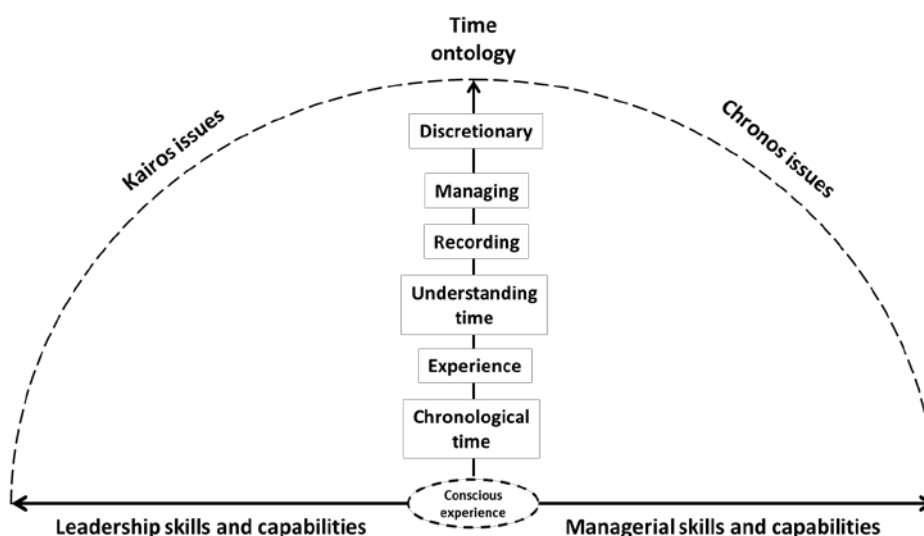 Time
ontology
Kairos issues
Chronos issues
Discretionary
Managing
Recording
Understanding
time
Experience
Chronological
time
Conscious
experience
Leadership skills and capabilities
Managerial skills and capabilities